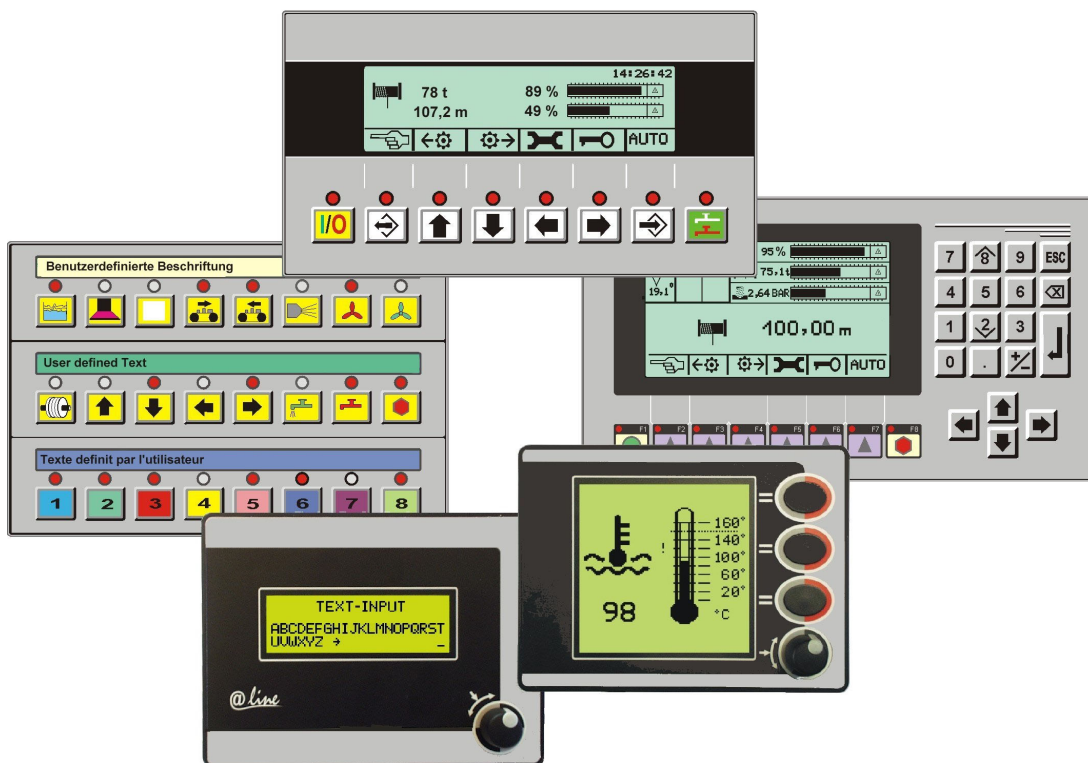 14:26:42
78 t 89 %
107,2 m 49 %
AUTO
I/O
Benutzerdefinierte Beschriftung
User defined Text
Texte definit par l'utilisateur
1 2 3 4 5 6 7 8
95%
75,1t
19,1°
2,64 BAR
100,00 m
AUTO
F1 F2 F3 F4 F5 F6 F7 F8
7 8 9 ESC
4 5 6
1 2 3
0 . +/-
TEXT-INPUT
ABCDEFGHIJKLMNOPQRST
UVWXYZ → _
@line
160°
140°
! 100°
60°
20°
98 °C